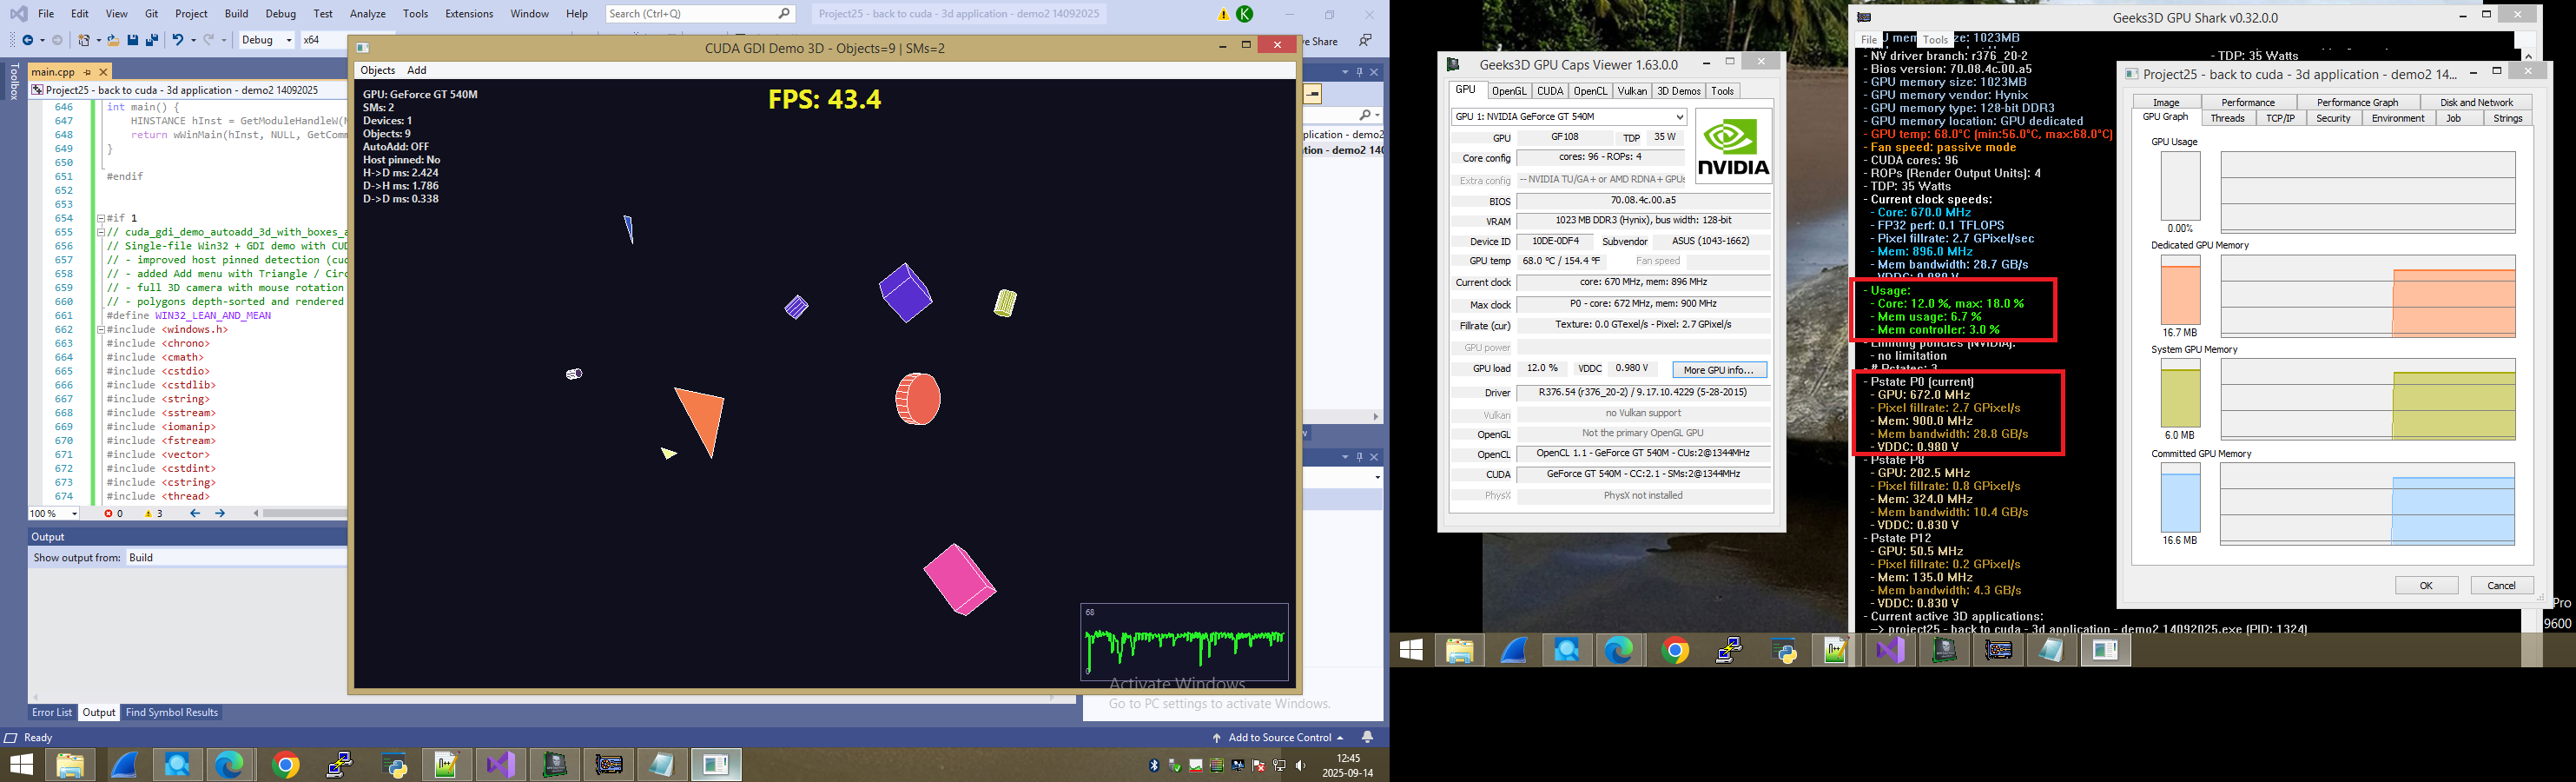 File Edit View Git Project Build Debug Test Analyze Tools Extensions Window Help Search (Ctrl+Q) Project25 - back to cuda - 3d application - demo2 14092025
K
Debug x64
Live Share
Toolbox
main.cpp
Project25 - back to cuda - 3d application - demo2 14092025
646 int main() {
647 HINSTANCE hInst = GetModuleHandleW(N
648 return wWinMain(hInst, NULL, GetComm
649 }
650
651 #endif
652
653
654 #if 1
655 // cuda_gdi_demo_autoadd_3d_with_boxes_a
656 // Single-file Win32 + GDI demo with CUD
657 // - improved host pinned detection (cud
658 // - added Add menu with Triangle / Circ
659 // - full 3D camera with mouse rotation
660 // - polygons depth-sorted and rendered
661 #define WIN32_LEAN_AND_MEAN
662 #include <windows.h>
663 #include <chrono>
664 #include <cmath>
665 #include <cstdio>
666 #include <cstdlib>
667 #include <string>
668 #include <sstream>
669 #include <iomanip>
670 #include <fstream>
671 #include <vector>
672 #include <cstdint>
673 #include <cstring>
674 #include <thread>
100 % 0 3
Output
Show output from: Build
Error List Output Find Symbol Results
Ready
Add to Source Control
CUDA GDI Demo 3D - Objects=9 | SMs=2
Objects Add
GPU: GeForce GT 540M
SMs: 2
Devices: 1
Objects: 9
AutoAdd: OFF
Host pinned: No
H->D ms: 2.424
D->H ms: 1.786
D->D ms: 0.338
FPS: 43.4
68
0
plication - demo2
tion - demo2 14092
Activate Windows
Go to PC settings to activate Windows.
12:45
2025-09-14
Geeks3D GPU Caps Viewer 1.63.0.0
GPU OpenGL OpenCL CUDA OpenCL Vulkan 3D Demos Tools
GPU 1: NVIDIA GeForce GT 540M
GPU GF108 TDP 35 W
Core config cores: 96 - ROPs: 4
Extra config -- NVIDIA TU/GA+ or AMD RDNA+ GPUs
BIOS 70.08.4c.00.a5
VRAM 1023 MB DDR3 (Hynix), bus width: 128-bit
Device ID 10DE-0DF4 Subvendor ASUS (1043-1662)
GPU temp 68.0 °C / 154.4 °F Fan speed
Current clock core: 670 MHz, mem: 896 MHz
Max clock P0 - core: 672 MHz, mem: 900 MHz
Fillrate (cur) Texture: 0.0 GTexel/s - Pixel: 2.7 GPixel/s
GPU power
GPU load 12.0 % VDDC 0.980 V More GPU info...
Driver R376.54 (r376_20-2) / 9.17.10.4229 (5-28-2015)
Vulkan no Vulkan support
OpenGL Not the primary OpenGL GPU
OpenCL OpenCL 1.1 - GeForce GT 540M - CUs:2@1344MHz
CUDA GeForce GT 540M - CC:2.1 - SMs:2@1344MHz
PhysX PhysX not installed
NVIDIA
Geeks3D GPU Shark v0.32.0.0
File Tools
size: 1023MB
- TDP: 35 Watts
- NV driver branch: r376_20-2
- Bios version: 70.08.4c.00.a5
- GPU memory size: 1023MB
- GPU memory vendor: Hynix
- GPU memory type: 128-bit DDR3
- GPU memory location: GPU dedicated
- GPU temp: 68.0°C (min:56.0°C, max:68.0°C)
- Fan speed: passive mode
- CUDA cores: 96
- ROPs (Render Output Units): 4
- TDP: 35 Watts
- Current clock speeds:
- Core: 670.0 MHz
- FP32 perf: 0.1 TFLOPS
- Pixel fillrate: 2.7 GPixel/sec
- Mem: 896.0 MHz
- Mem bandwidth: 28.7 GB/s
- VDDC: 0.980 V
- Usage:
- Core: 12.0 %, max: 18.0 %
- Mem usage: 6.7 %
- Mem controller: 3.0 %
- Limiting policies (NVIDIA):
- no limitation
- # Pstates: 3
- Pstate P0 (current)
- GPU: 672.0 MHz
- Pixel fillrate: 2.7 GPixel/s
- Mem: 900.0 MHz
- Mem bandwidth: 28.8 GB/s
- VDDC: 0.980 V
- Pstate P8
- GPU: 202.5 MHz
- Pixel fillrate: 0.8 GPixel/s
- Mem: 324.0 MHz
- Mem bandwidth: 10.4 GB/s
- VDDC: 0.830 V
- Pstate P12
- GPU: 50.5 MHz
- Pixel fillrate: 0.2 GPixel/s
- Mem: 135.0 MHz
- Mem bandwidth: 4.3 GB/s
- VDDC: 0.830 V
- Current active 3D applications:
--> project25 - back to cuda - 3d application - demo2 14092025.exe (PID: 1324)
Project25 - back to cuda - 3d application - demo2 14...
Image Performance Performance Graph Disk and Network
GPU Graph Threads TCP/IP Security Environment Job Strings
GPU Usage
0.00%
Dedicated GPU Memory
16.7 MB
System GPU Memory
6.0 MB
Committed GPU Memory
16.6 MB
OK Cancel
Pro
9600